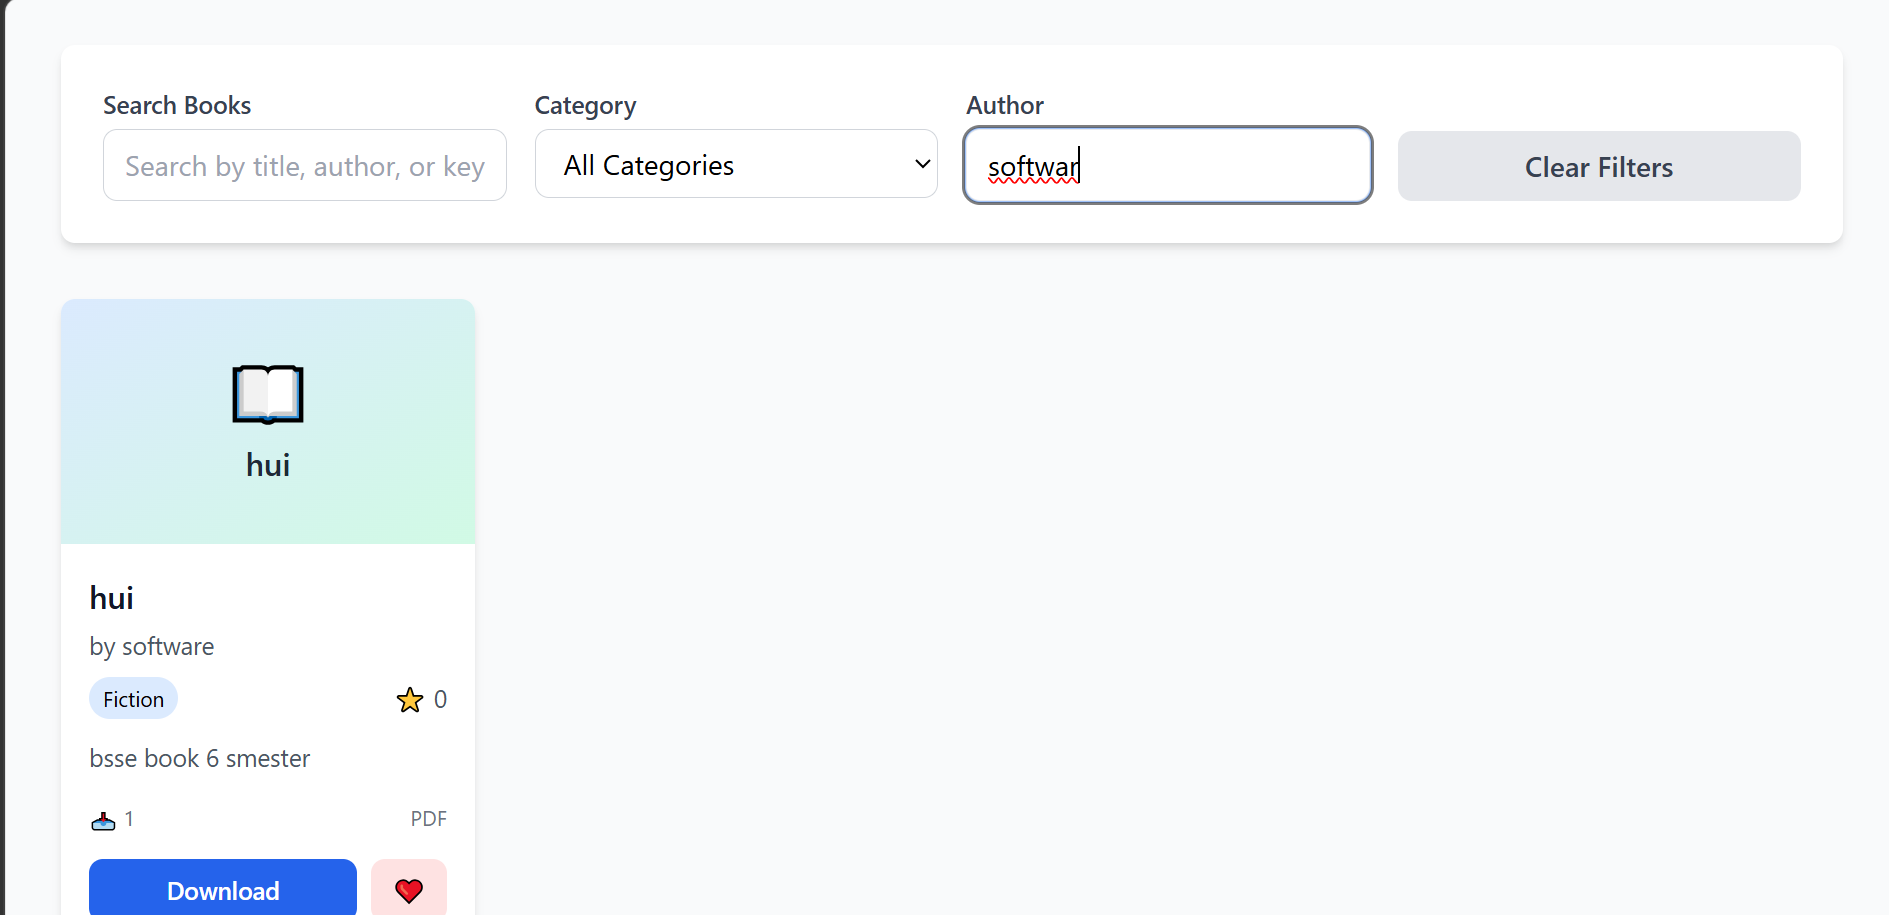 Search Books
Category
Author
Search by title, author, or key
All Categories
softwar
Clear Filters
hui
hui
by software
Fiction
0
bsse book 6 smester
1
PDF
Download